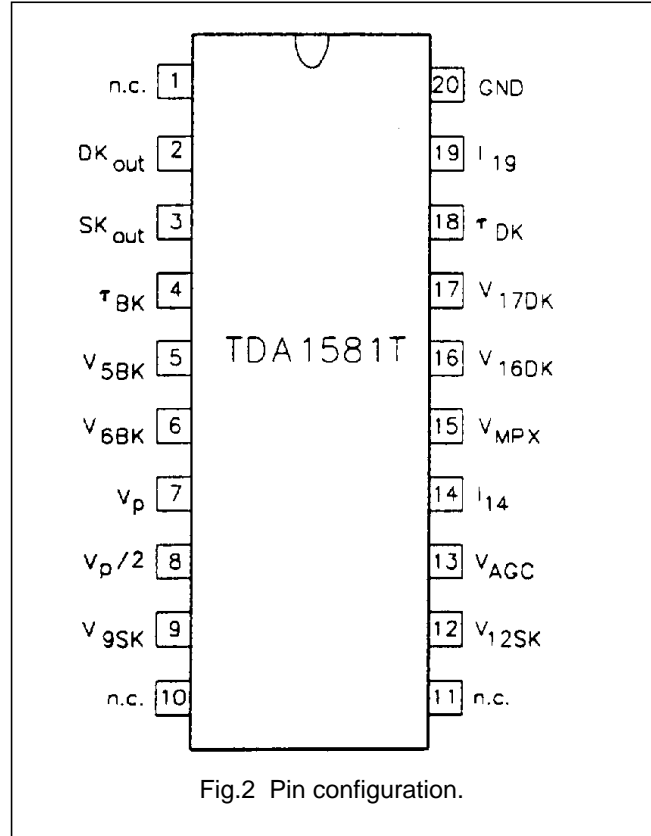 n.c. 1 20 GND
DK out 2 19 I 19
SK out 3 18 τ DK
τ BK 4 17 V 17DK
V 5BK 5 TDA1581T 16 V 16DK
V 6BK 6 15 V MPX
Vp 7 14 I 14
Vp/2 8 13 V AGC
V 9SK 9 12 V 12SK
n.c. 10 11 n.c.
Fig.2 Pin configuration.